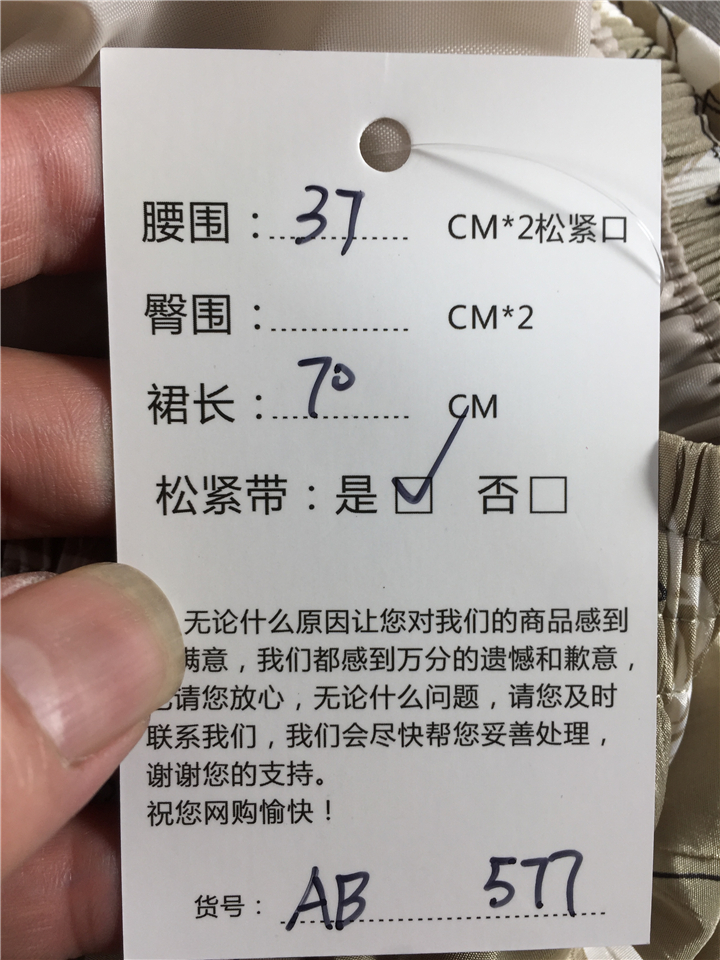 腰围：37 CM*2松紧口
臀围： CM*2
裙长：70 CM
松紧带：是☑ 否□
无论什么原因让您对我们的商品感到
满意，我们都感到万分的遗憾和歉意，
请您放心，无论什么问题，请您及时
联系我们，我们会尽快帮您妥善处理，
谢谢您的支持。
祝您网购愉快！
货号：AB 577